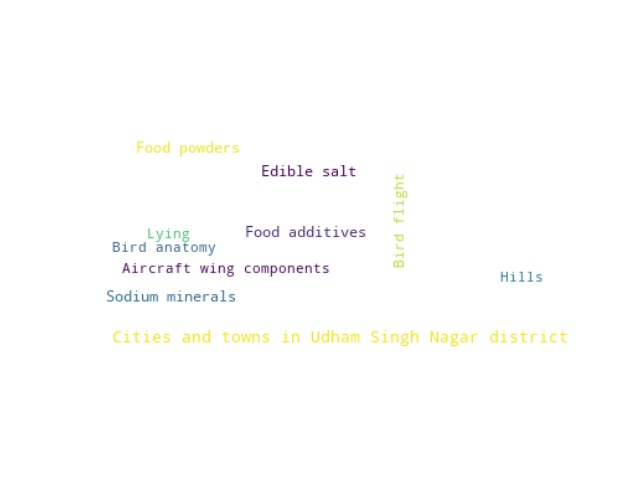 Food powders
Edible salt
Bird flight
Lying
Food additives
Bird anatomy
Aircraft wing components
Hills
Sodium minerals
Cities and towns in Udham Singh Nagar district